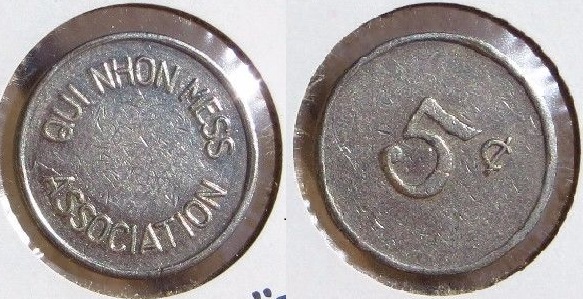 QUI NHON MESS
ASSOCIATION
5¢